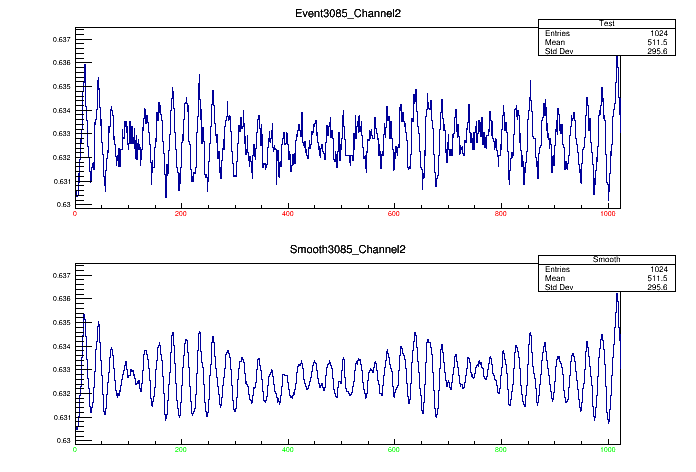 Event3085_Channel2
Test
Entries 1024
Mean 511.5
Std Dev 295.6
0.637
0.636
0.635
0.634
0.633
0.632
0.631
0.63
0 200 400 600 800 1000
Smooth3085_Channel2
Smooth
Entries 1024
Mean 511.5
Std Dev 295.6
0.637
0.636
0.635
0.634
0.633
0.632
0.631
0.63
0 200 400 600 800 1000